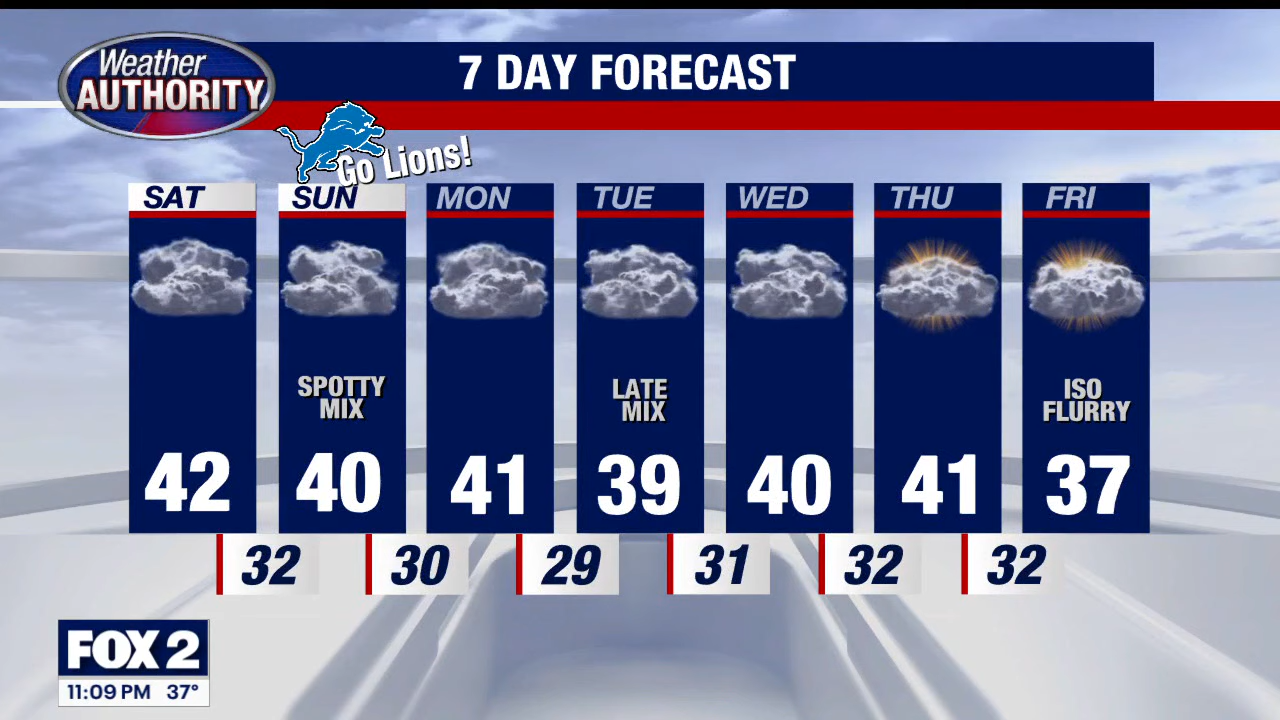 Weather
AUTHORITY
7 DAY FORECAST
Go Lions!
SAT SUN MON TUE WED THU FRI
SPOTTY
MIX
LATE
MIX
ISO
FLURRY
42 40 41 39 40 41 37
32 30 29 31 32 32
FOX 2
11:09 PM 37°